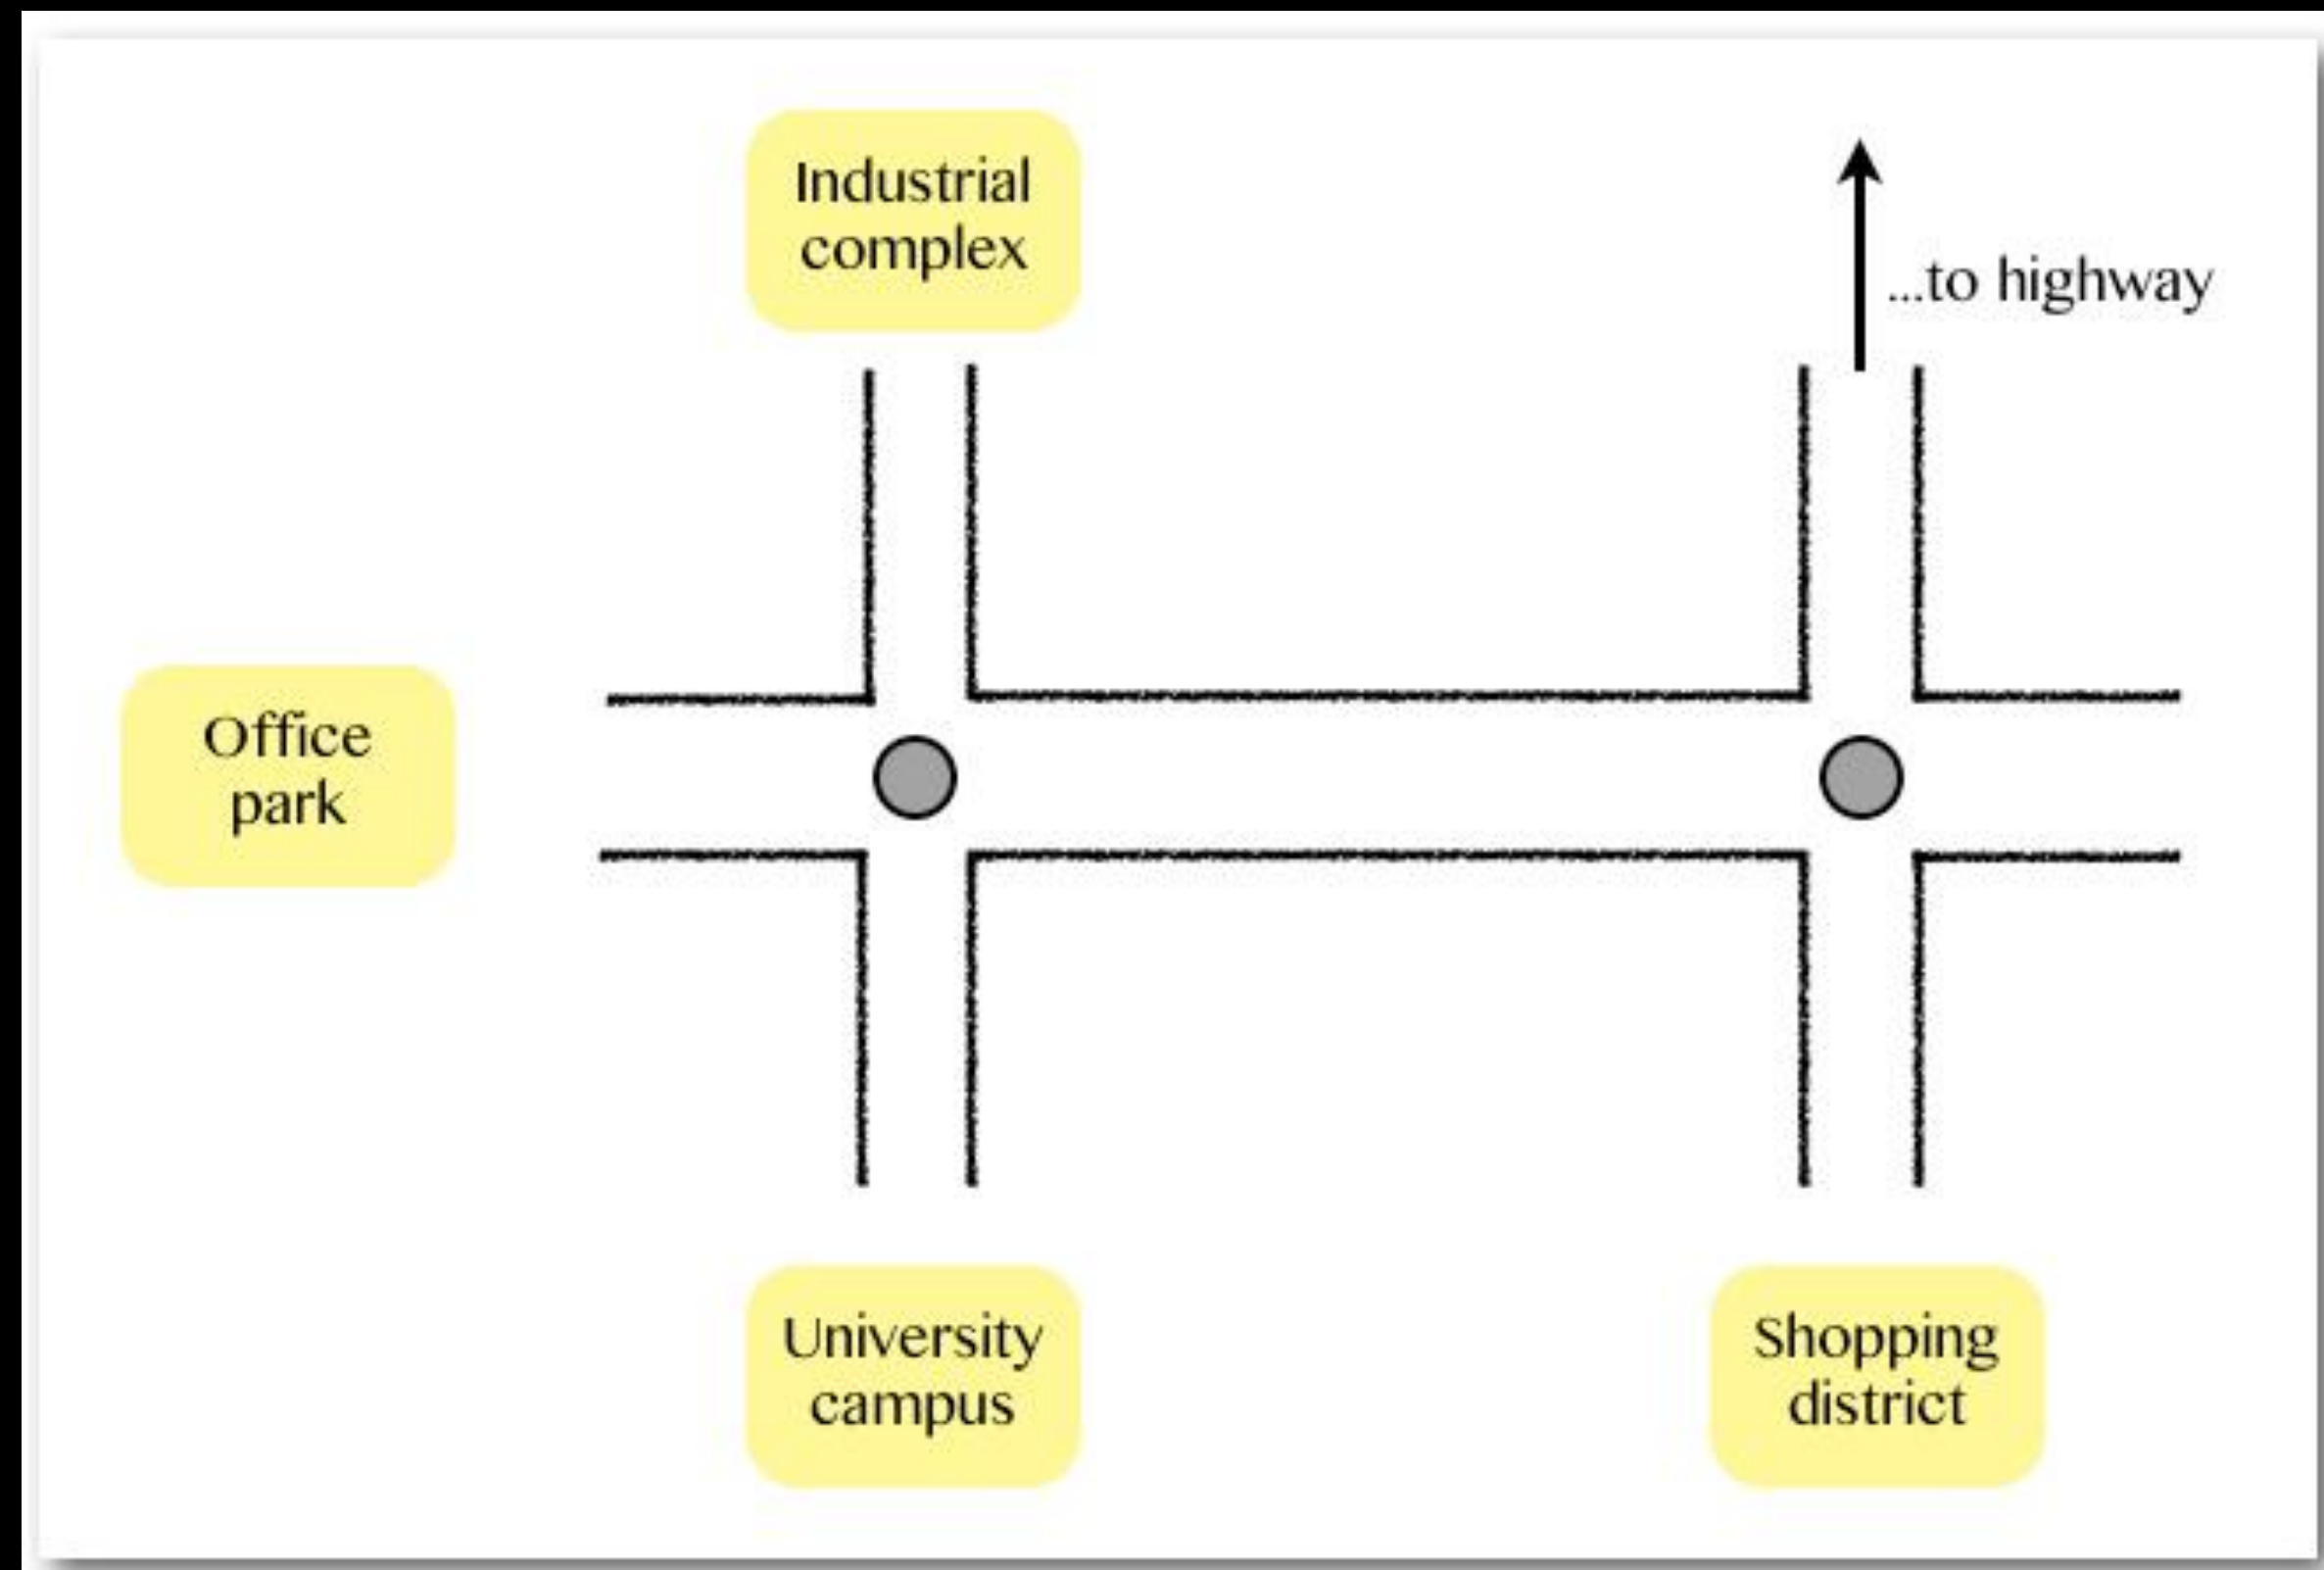 Industrial
complex
...to highway
Office
park
University
campus
Shopping
district